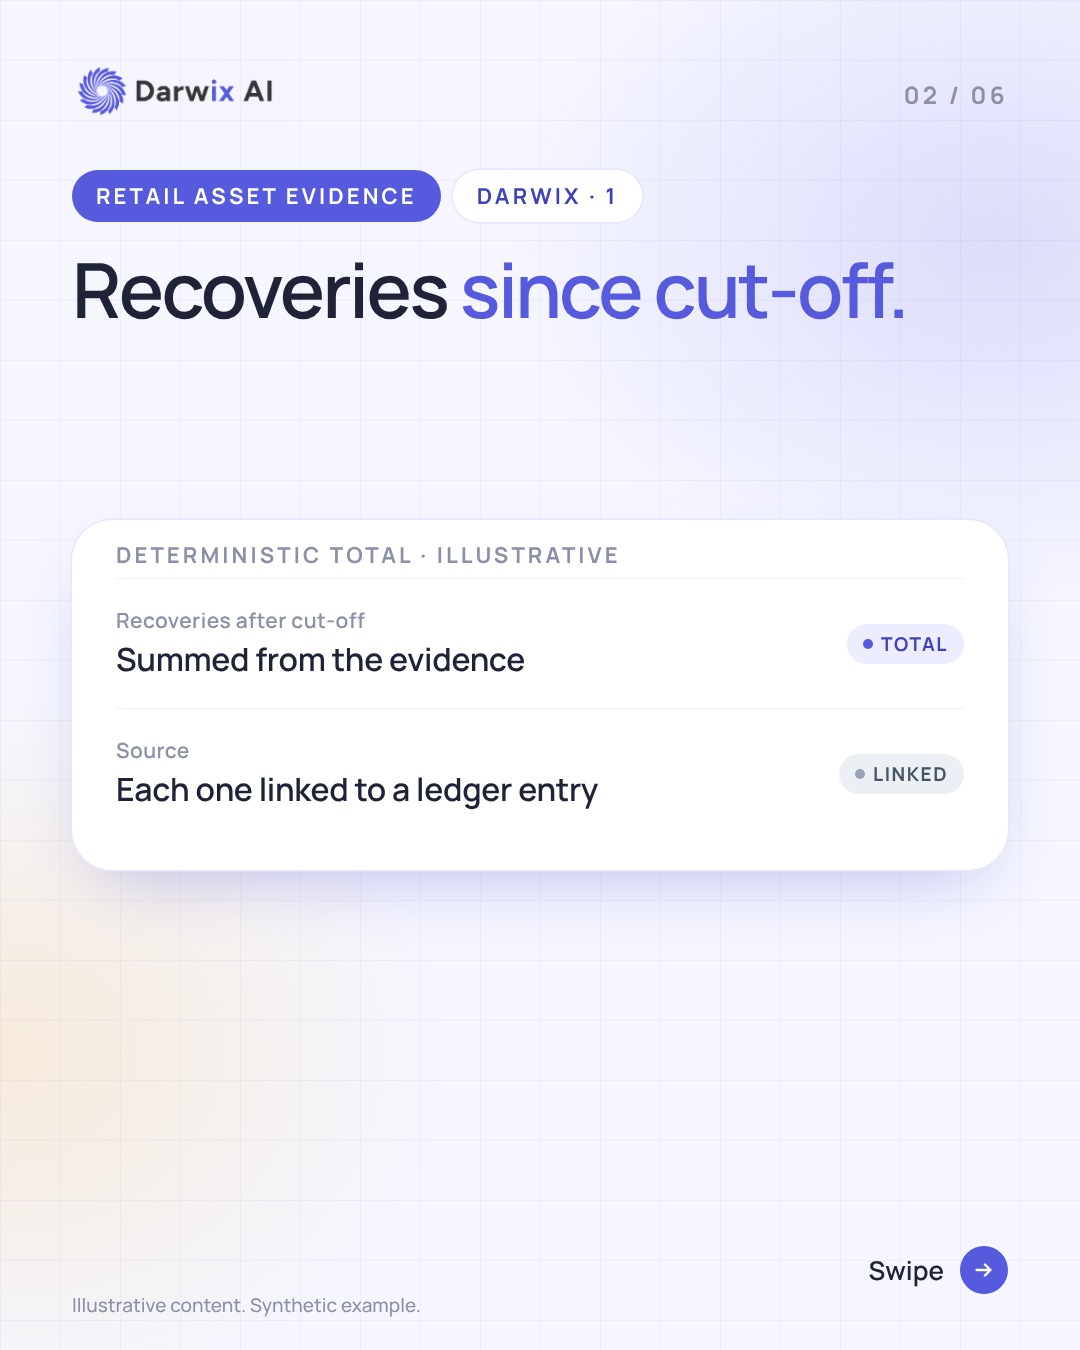 Darwix AI
02 / 06
RETAIL ASSET EVIDENCE
DARWIX · 1
Recoveries since cut-off.
DETERMINISTIC TOTAL · ILLUSTRATIVE
Recoveries after cut-off
Summed from the evidence
TOTAL
Source
Each one linked to a ledger entry
LINKED
Swipe
Illustrative content. Synthetic example.